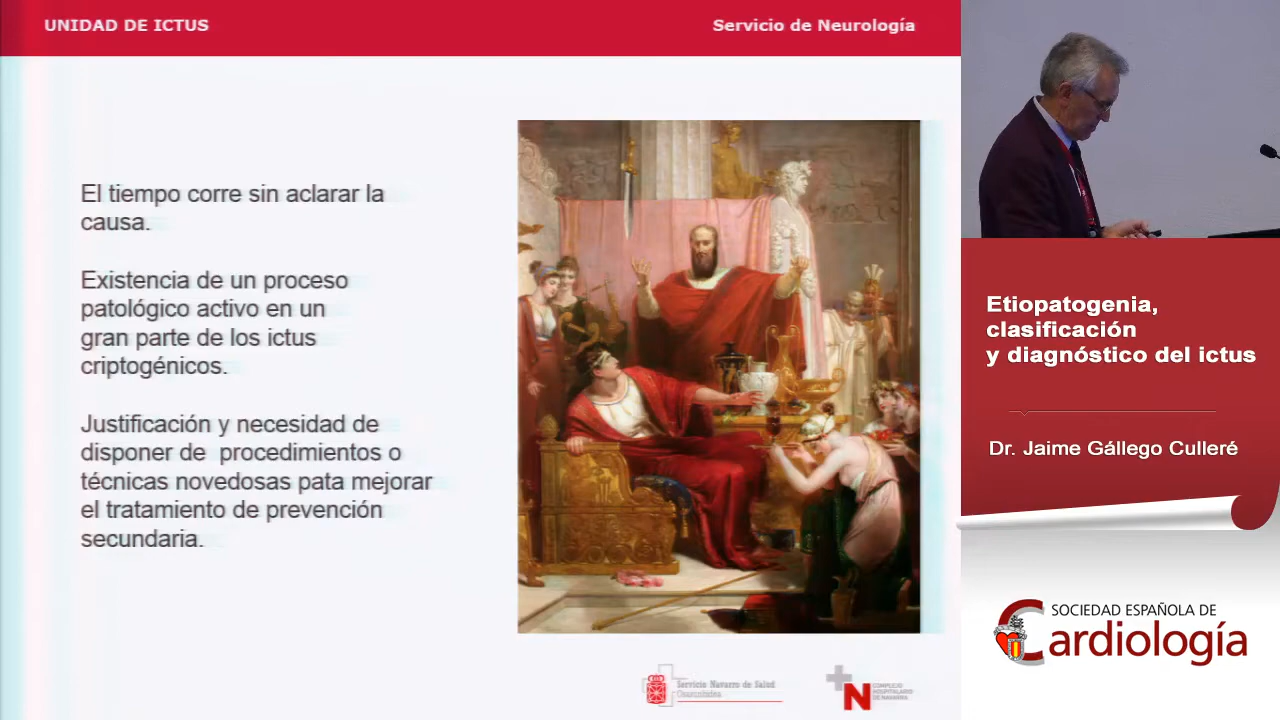 UNIDAD DE ICTUS
Servicio de Neurología
El tiempo corre sin aclarar la
causa.
Existencia de un proceso
patológico activo en un
gran parte de los ictus
criptogénicos.
Justificación y necesidad de
disponer de procedimientos o
técnicas novedosas pata mejorar
el tratamiento de prevención
secundaria.
Servicio Navarro de Salud
Osasunbidea
N
COMPLEJO
HOSPITALARIO
DE NAVARRA
Etiopatogenia,
clasificación
y diagnóstico del ictus
Dr. Jaime Gállego Culleré
SOCIEDAD ESPAÑOLA DE
Cardiología